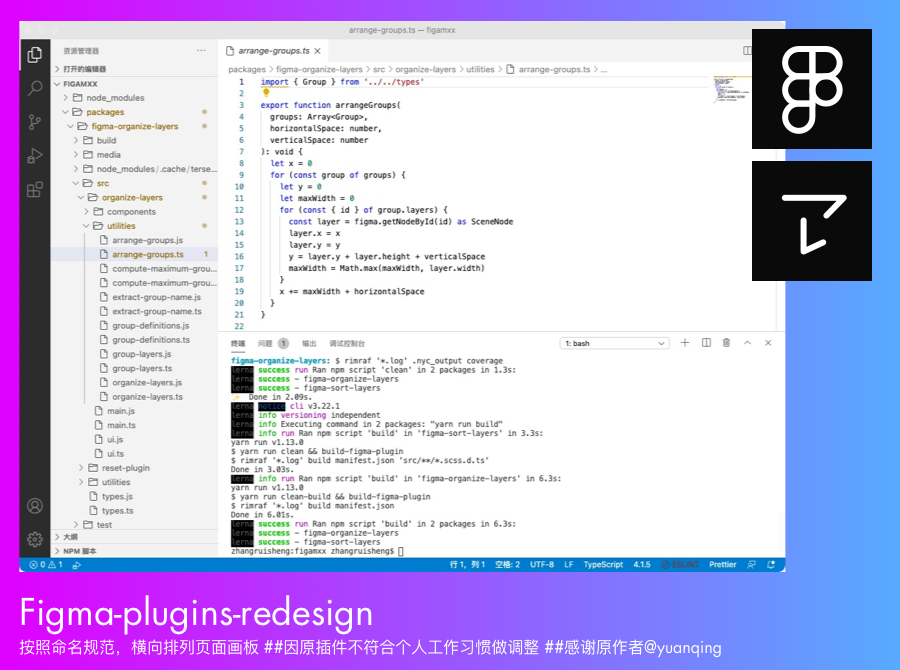 arrange-groups.ts — figamxx
资源管理器
打开的编辑器
FIGAMXX
node_modules
packages
figma-organize-layers
build
media
node_modules/.cache/terse...
src
organize-layers
components
utilities
arrange-groups.js
arrange-groups.ts 1
compute-maximum-grou...
compute-maximum-grou...
extract-group-name.js
extract-group-name.ts
group-definitions.js
group-definitions.ts
group-layers.js
group-layers.ts
organize-layers.js
organize-layers.ts
main.js
main.ts
ui.js
ui.ts
reset-plugin
utilities
types.js
types.ts
test
大纲
NPM 脚本
arrange-groups.ts
packages > figma-organize-layers > src > organize-layers > utilities > arrange-groups.ts > ...
1 import { Group } from '../../types'
2
3 export function arrangeGroups(
4 groups: Array<Group>,
5 horizontalSpace: number,
6 verticalSpace: number
7 ): void {
8 let x = 0
9 for (const group of groups) {
10 let y = 0
11 let maxWidth = 0
12 for (const { id } of group.layers) {
13 const layer = figma.getNodeById(id) as SceneNode
14 layer.x = x
15 layer.y = y
16 y = layer.y + layer.height + verticalSpace
17 maxWidth = Math.max(maxWidth, layer.width)
18 }
19 x += maxWidth + horizontalSpace
20 }
21 }
22
终端 问题 1 输出 调试控制台 1: bash
figma-organize-layers: $ rimraf '*.log' .nyc_output coverage
lerna success run Ran npm script 'clean' in 2 packages in 1.3s:
lerna success - figma-organize-layers
lerna success - figma-sort-layers
✨ Done in 2.09s.
lerna notice cli v3.22.1
lerna info versioning independent
lerna info Executing command in 2 packages: "yarn run build"
lerna info run Ran npm script 'build' in 'figma-sort-layers' in 3.3s:
yarn run v1.13.0
$ yarn run clean && build-figma-plugin
$ rimraf '*.log' build manifest.json 'src/**/*.scss.d.ts'
Done in 3.03s.
lerna info run Ran npm script 'build' in 'figma-organize-layers' in 6.3s:
yarn run v1.13.0
$ yarn run clean-build && build-figma-plugin
$ rimraf '*.log' build manifest.json
Done in 6.01s.
lerna success run Ran npm script 'build' in 2 packages in 6.3s:
lerna success - figma-organize-layers
lerna success - figma-sort-layers
zhangruisheng:figamxx zhangruisheng$
0 1 行 1，列 1 空格: 2 UTF-8 LF TypeScript 4.1.5 ESLINT Prettier
Figma-plugins-redesign
按照命名规范，横向排列页面画板 ##因原插件不符合个人工作习惯做调整 ##感谢原作者@yuanqing